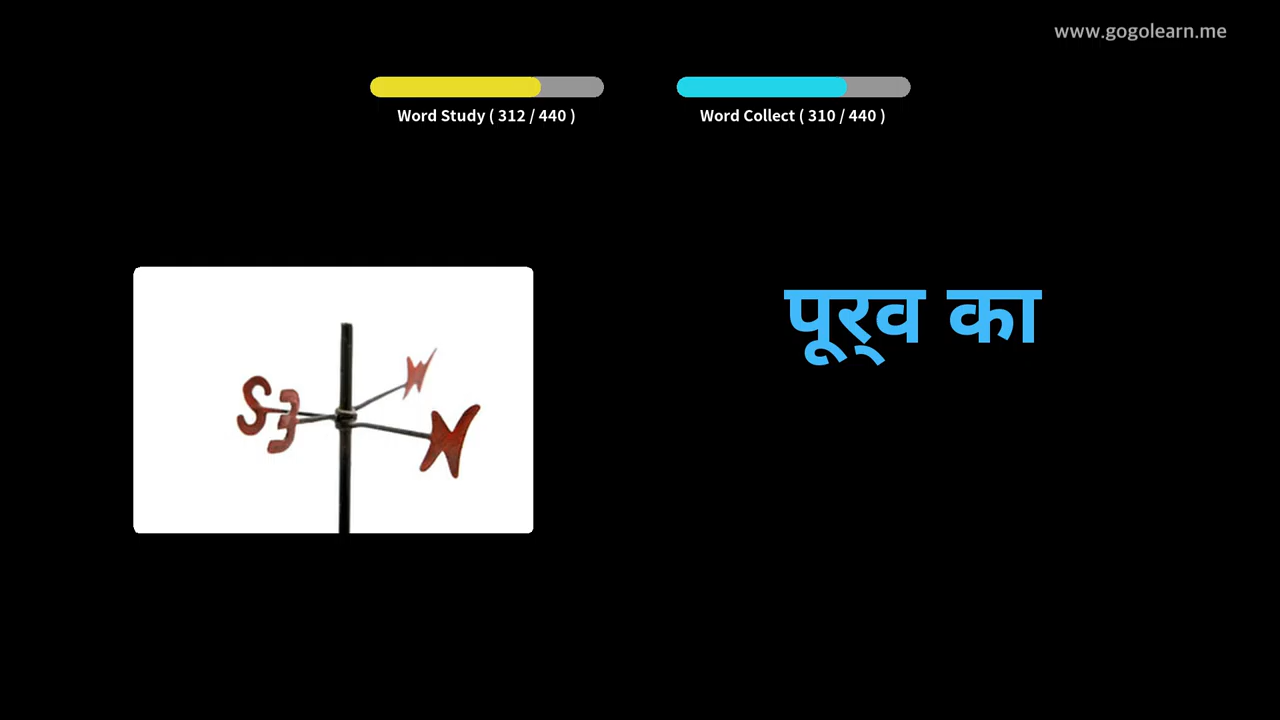 www.gogolearn.me
Word Study ( 312 / 440 )
Word Collect ( 310 / 440 )
S E W N
पूर्‌व का